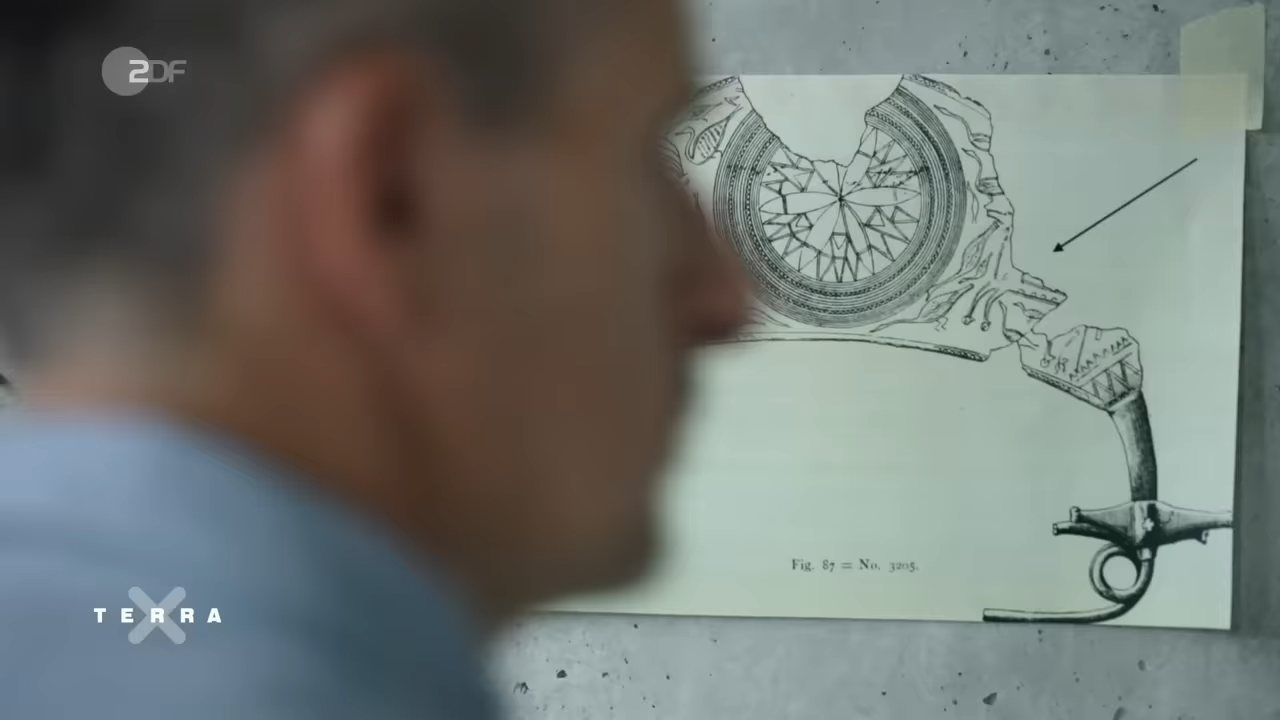 2DF
TERRA
Fig. 87 = No. 3205.